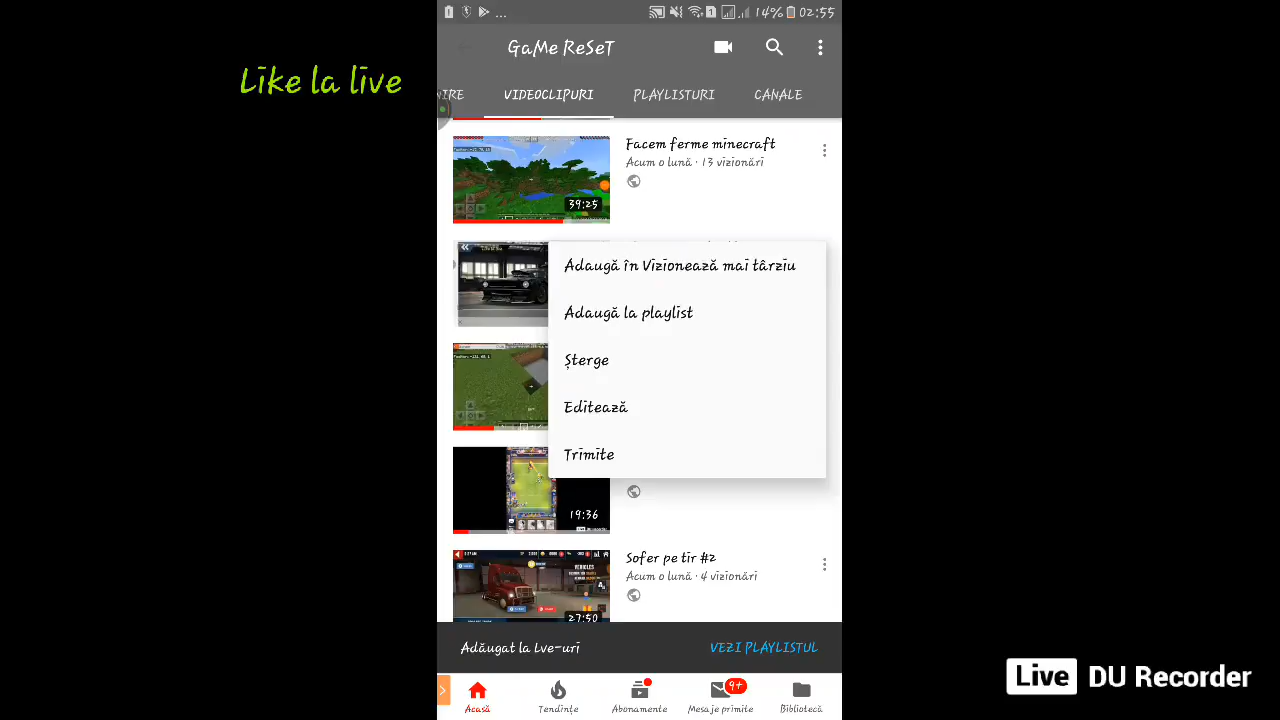 ... 1 14% 02:55
GaMe ReSeT
Like la live
NIRE VIDEOCLIPURI PLAYLISTURI CANALE
Facem ferme minecraft
Acum o lună · 13 vizionări
39:25
Adaugă în Vizionează mai târziu
Adaugă la playlist
Șterge
Editează
Trimite
19:36
Sofer pe tir #2
Acum o lună · 4 vizionări
VEHICLES
27:50
Adăugat la Lve-uri VEZI PLAYLISTUL
9+
Acasă Tendințe Abonamente Mesaje primite Bibliotecă
Live DU Recorder